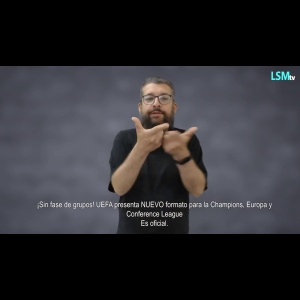 LSMtv
¡Sin fase de grupos! UEFA presenta NUEVO formato para la Champions, Europa y
Conference League
Es oficial.